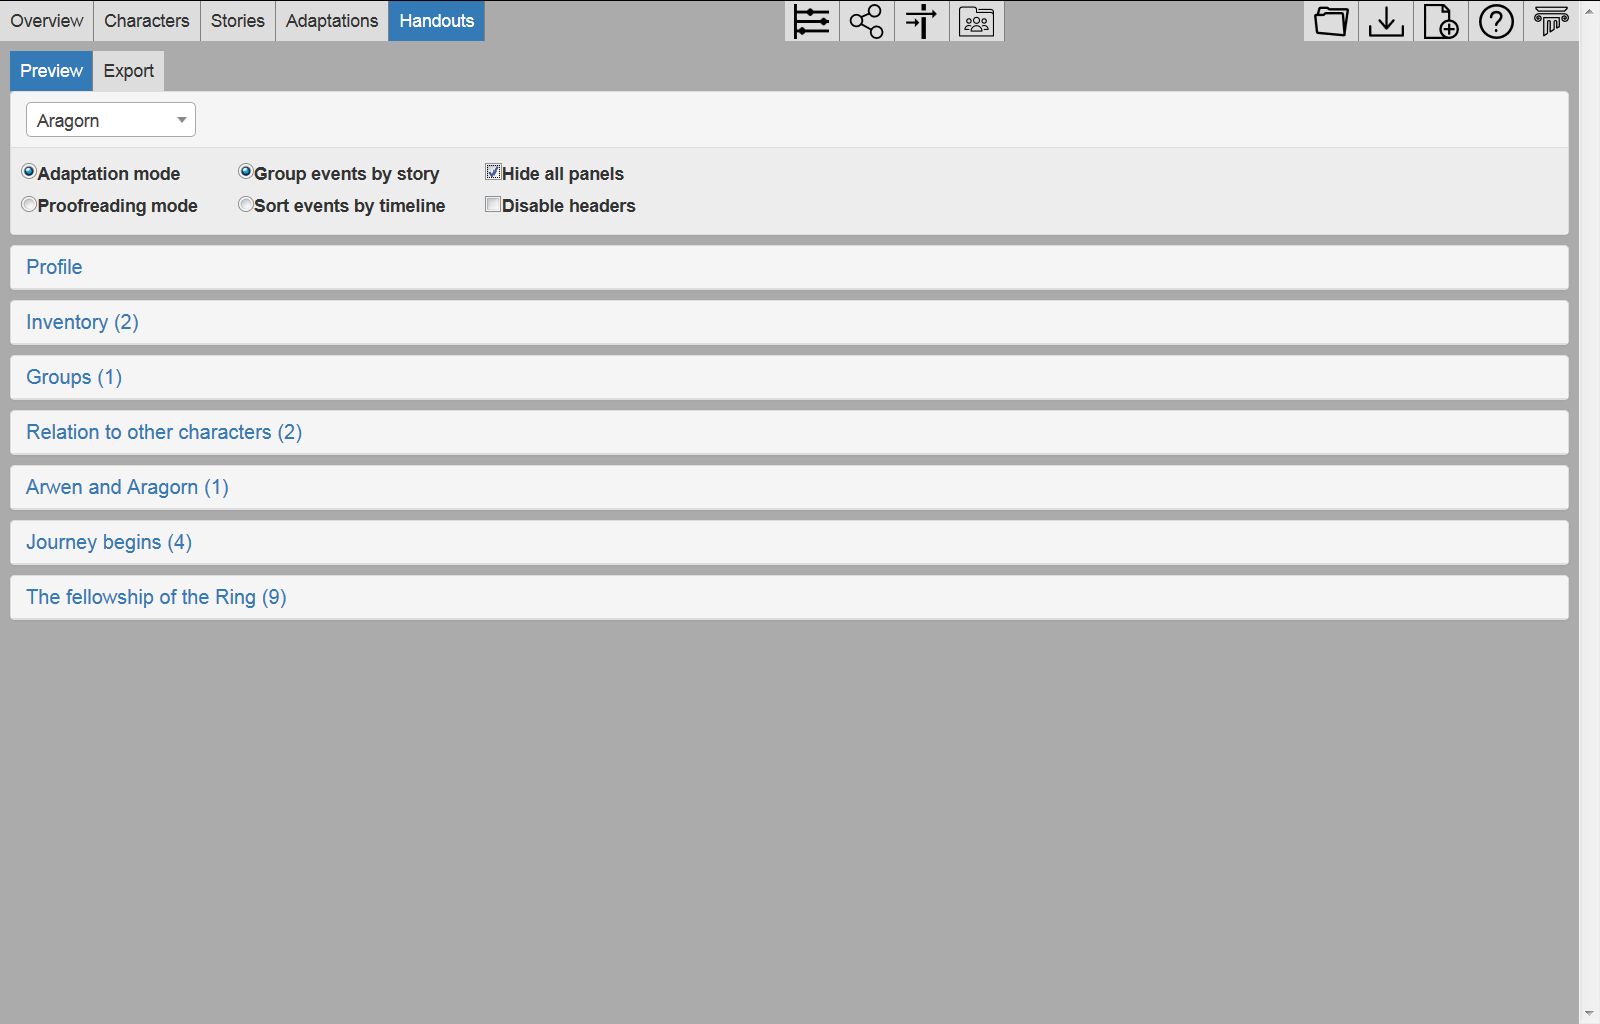 Overview Characters Stories Adaptations Handouts
Preview Export
Aragorn
Adaptation mode Group events by story Hide all panels
Proofreading mode Sort events by timeline Disable headers
Profile
Inventory (2)
Groups (1)
Relation to other characters (2)
Arwen and Aragorn (1)
Journey begins (4)
The fellowship of the Ring (9)